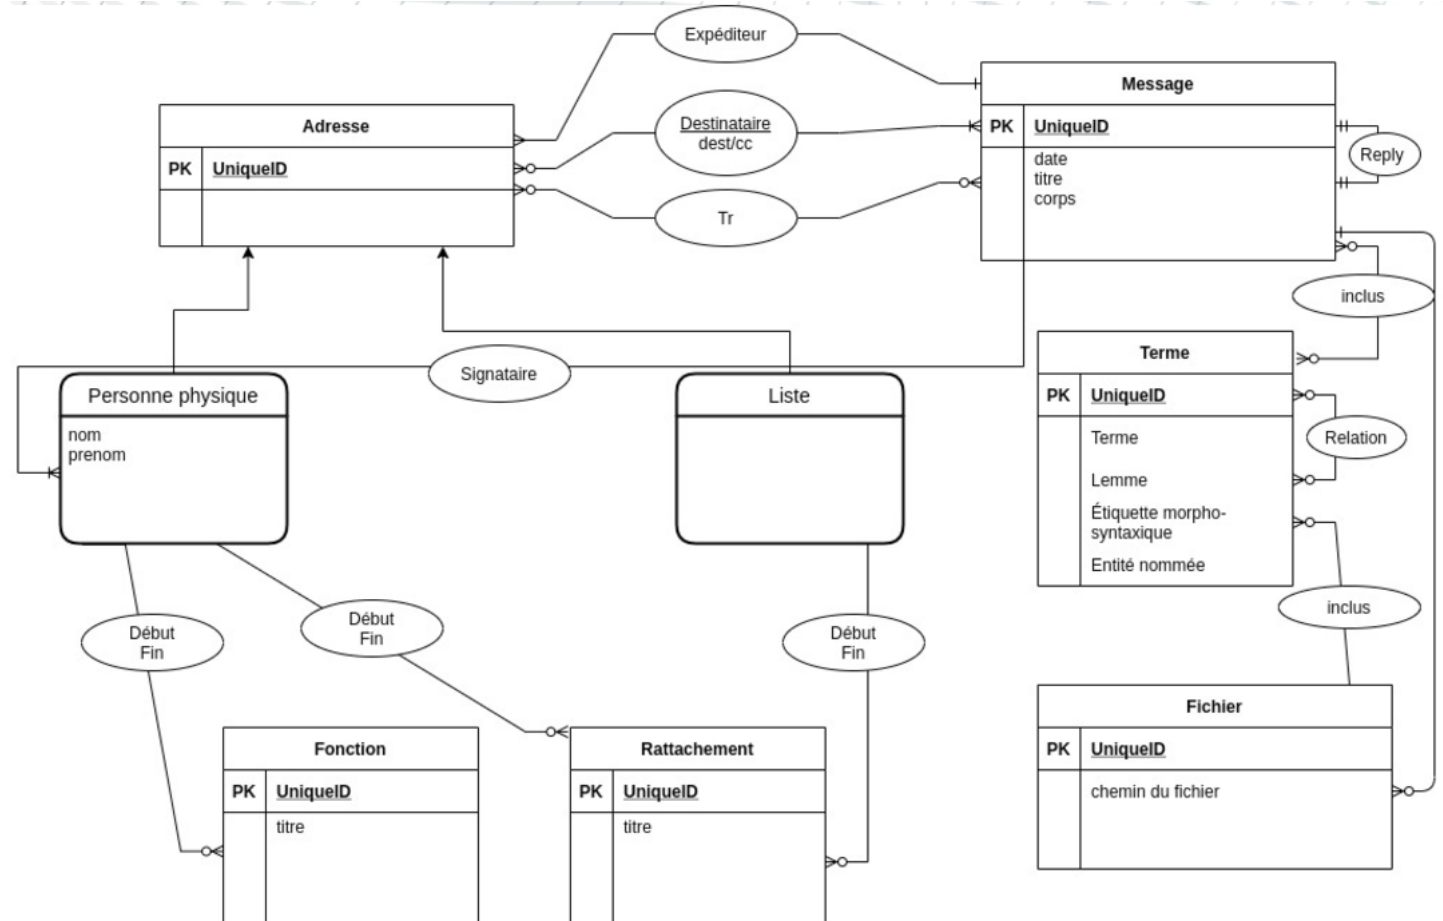 Expéditeur
Message
Adresse
Destinataire
dest/cc
PK UniqueID
date
titre
corps
Reply
PK UniqueID
Tr
inclus
Terme
Signataire
Personne physique
nom
prenom
Liste
PK UniqueID
Terme
Lemme
Étiquette morpho-
syntaxique
Entité nommée
Relation
inclus
Début
Fin
Début
Fin
Début
Fin
Fichier
PK UniqueID
chemin du fichier
Fonction
PK UniqueID
titre
Rattachement
PK UniqueID
titre